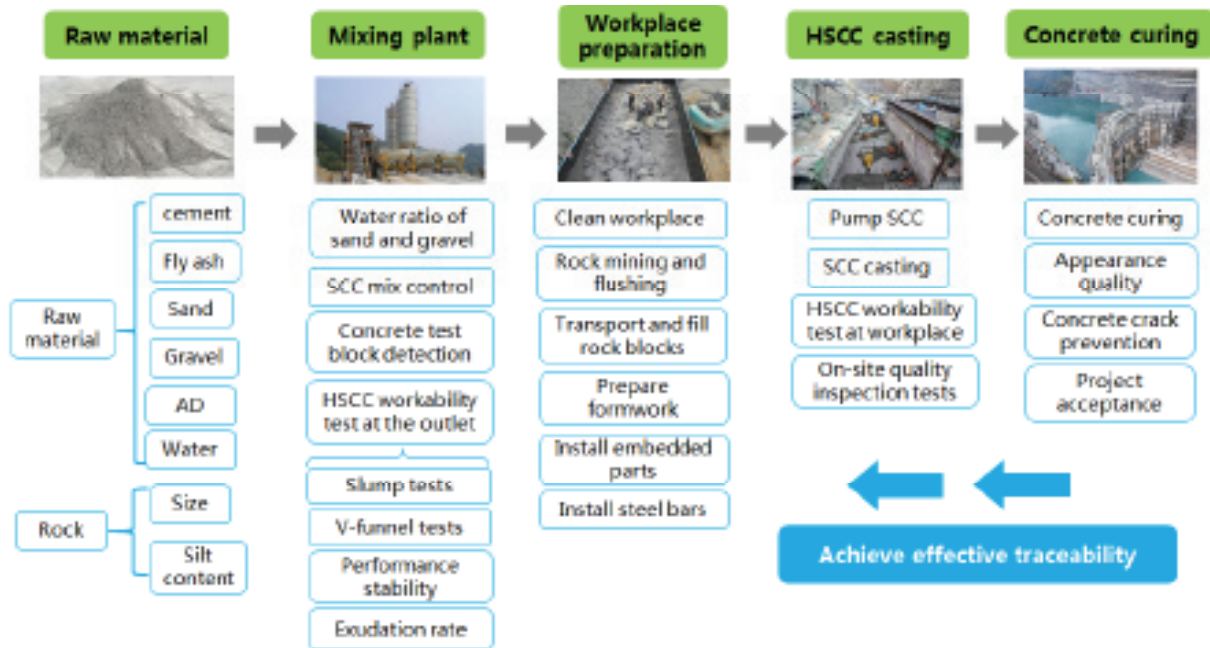 Raw material
Mixing plant
Workplace
preparation
HSCC casting
Concrete curing
Raw
material
cement
Fly ash
Sand
Gravel
AD
Water
Rock
Size
Silt
content
Water ratio of
sand and gravel
SCC mix control
Concrete test
block detection
HSCC workability
test at the outlet
Slump tests
V-funnel tests
Performance
stability
Exudation rate
Clean workplace
Rock mining and
flushing
Transport and fill
rock blocks
Prepare
formwork
Install embedded
parts
Install steel bars
Pump SCC
SCC casting
HSCC workability
test at workplace
On-site quality
inspection tests
Concrete curing
Appearance
quality
Concrete crack
prevention
Project
acceptance
Achieve effective traceability